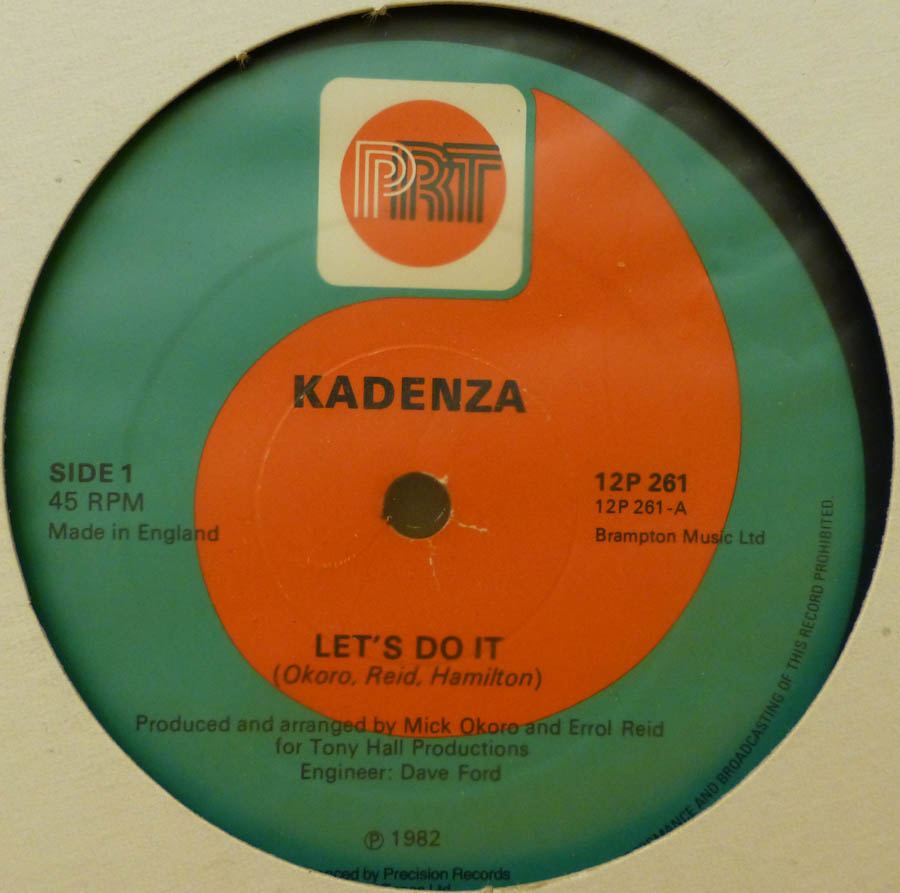 PRT
KADENZA
SIDE 1
45 RPM
Made in England
12P 261
12P 261-A
Brampton Music Ltd
LET'S DO IT
(Okoro, Reid, Hamilton)
Produced and arranged by Mick Okoro and Errol Reid
for Tony Hall Productions
Engineer: Dave Ford
℗ 1982
by Precision Records
Ltd
AND BROADCASTING OF THIS RECORD PROHIBITED.